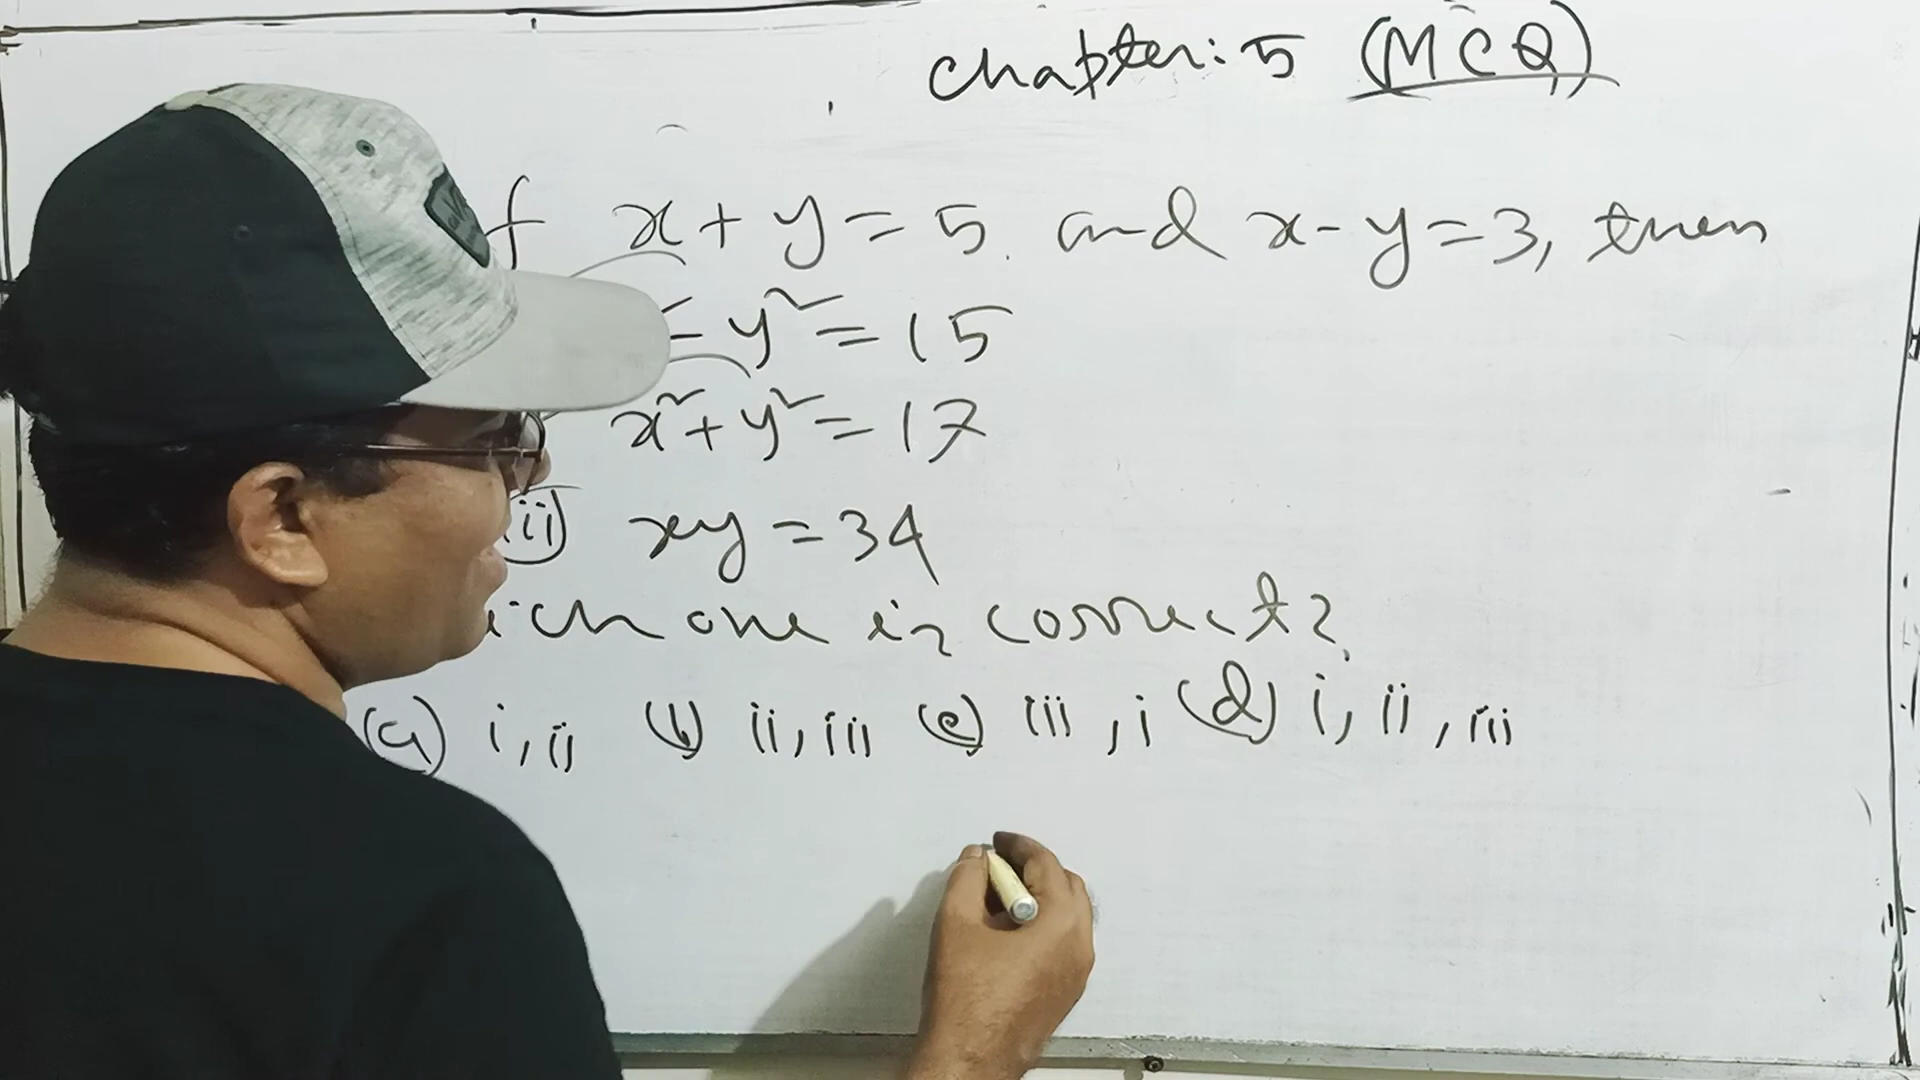 chapter: 5 (MCQ)
f x + y = 5 and x - y = 3, then
- y² = 15
x² + y² = 17
ii) xy = 34
ich one is correct?
(a) i, ii (b) ii, iii (c) iii, i (d) i, ii, iii